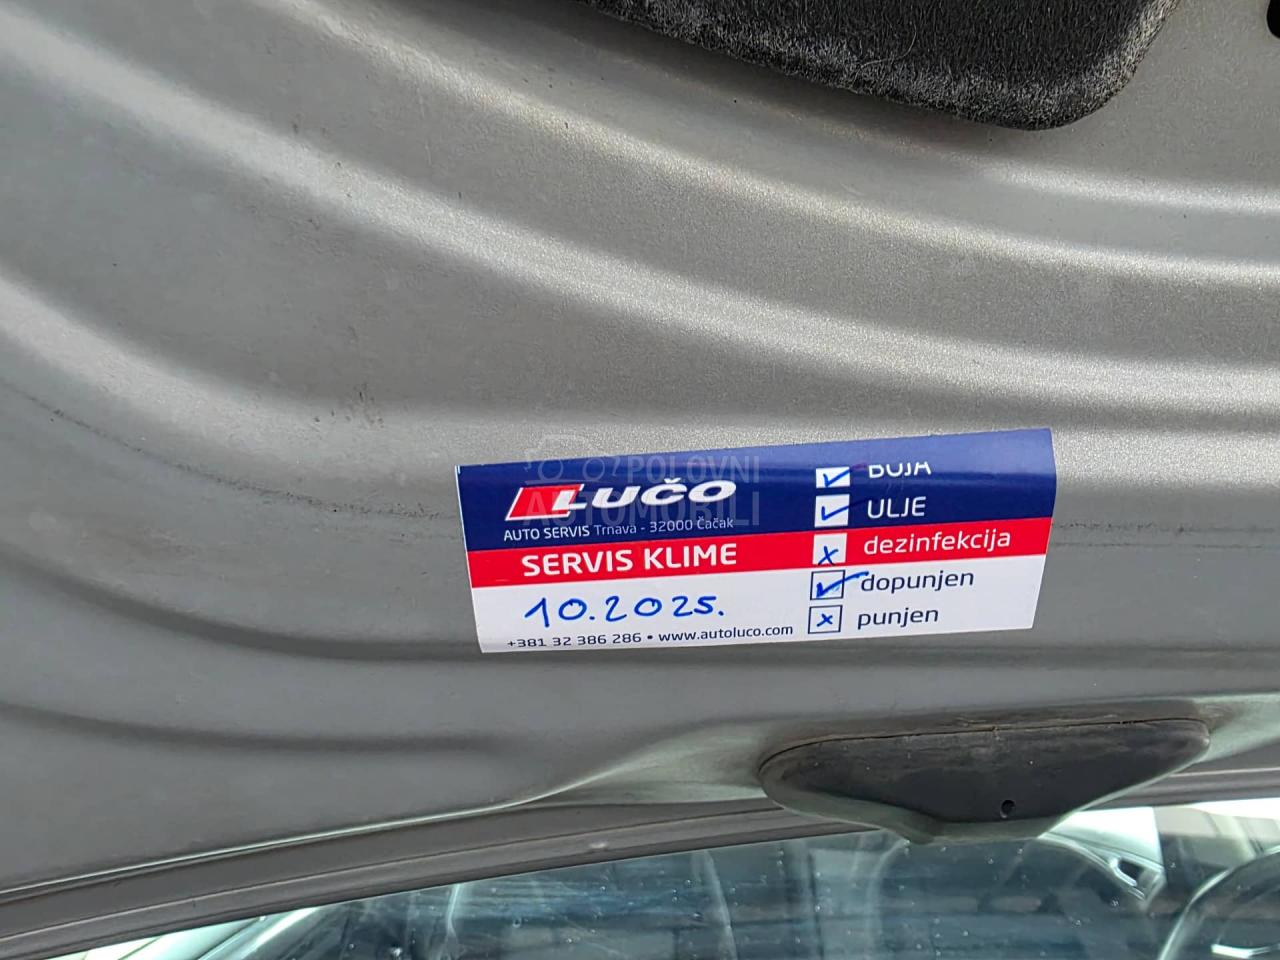 POLOVNI
AUTOMOBILI
LUČO
AUTO SERVIS Trnava - 32000 Čačak
SERVIS KLIME
10.2025.
+381 32 386 286 • www.autoluco.com
BOJA
ULJE
dezinfekcija
dopunjen
punjen